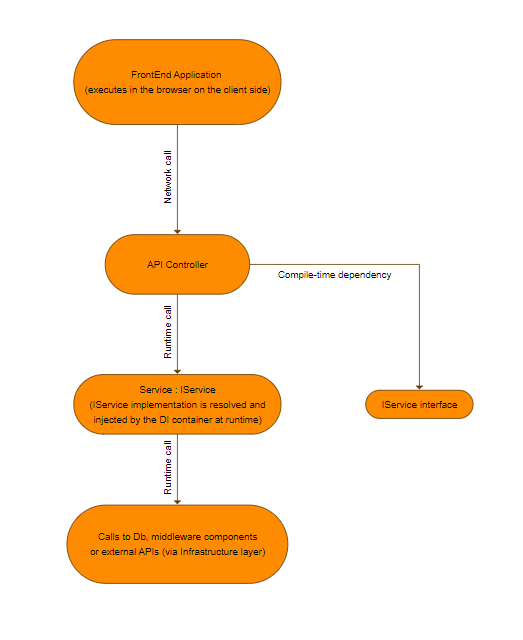 FrontEnd Application
(executes in the browser on the client side)
Network call
API Controller
Compile-time dependency
Runtime call
Service : IService
(IService implementation is resolved and
injected by the DI container at runtime)
IService interface
Runtime call
Calls to Db, middleware components
or external APIs (via Infrastructure layer)